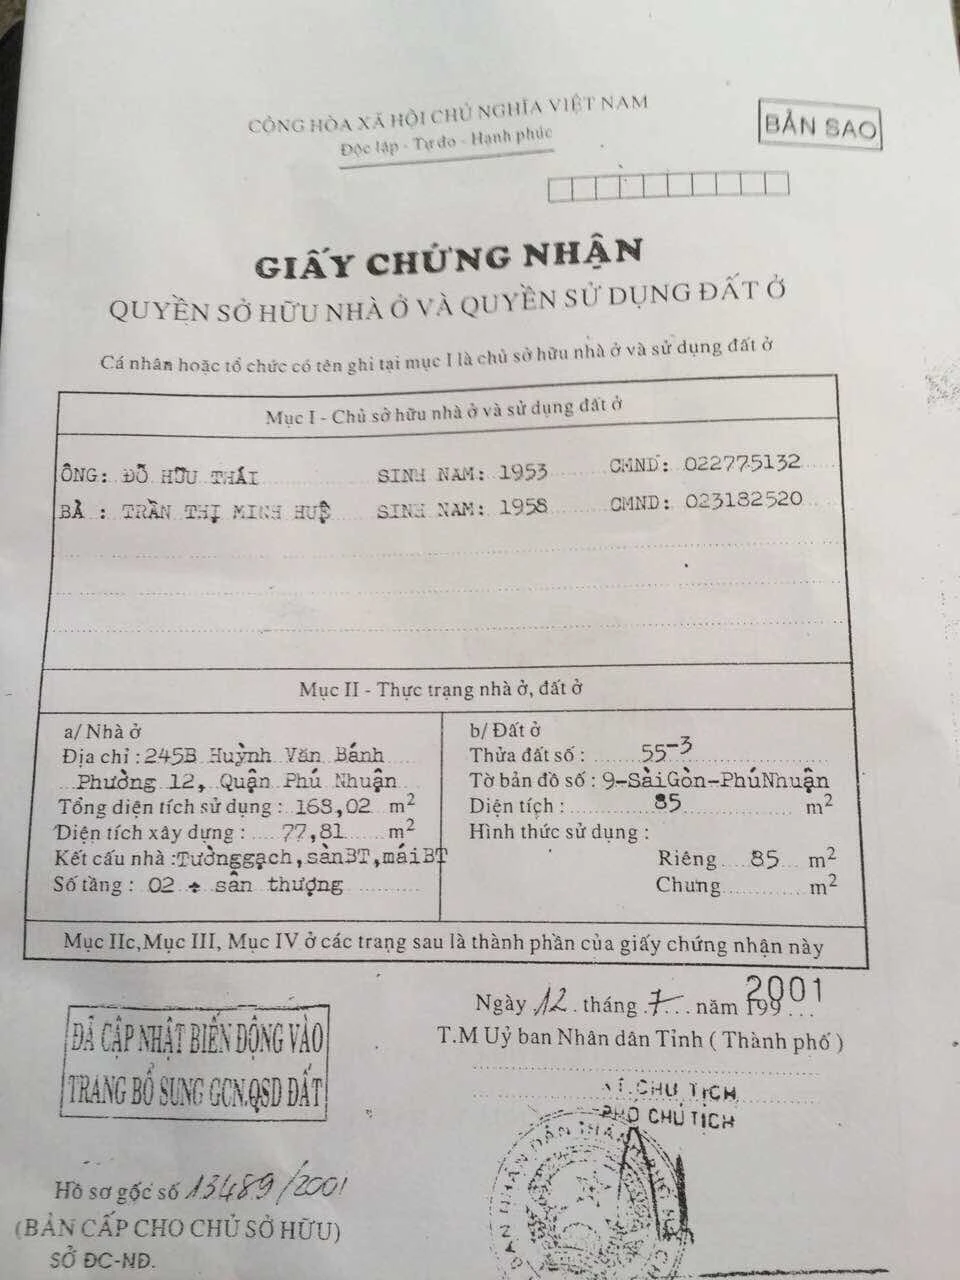 CỘNG HÒA XÃ HỘI CHỦ NGHĨA VIỆT NAM
Độc lập - Tự do - Hạnh phúc
BẢN SAO
GIẤY CHỨNG NHẬN
QUYỀN SỞ HỮU NHÀ Ở VÀ QUYỀN SỬ DỤNG ĐẤT Ở
Cá nhân hoặc tổ chức có tên ghi tại mục I là chủ sở hữu nhà ở và sử dụng đất ở
Mục I - Chủ sở hữu nhà ở và sử dụng đất ở
ÔNG: ĐỖ HỮU THÁI SINH NAM: 1953 CMND: 022775132
BÀ : TRẦN THỊ MINH HUỆ SINH NAM: 1958 CMND: 023182520
Mục II - Thực trạng nhà ở, đất ở
a/ Nhà ở
Địa chỉ : 245B Huỳnh Văn Bánh
Phường 12, Quận Phú Nhuận
Tổng diện tích sử dụng : 168,02 m2
Diện tích xây dựng : 77,81 m2
Kết cấu nhà :Tườnggạch,sànBT,máiBT
Số tầng : 02 + sân thượng
b/ Đất ở
Thửa đất số : 55-3
Tờ bản đồ số : 9-SàiGòn-PhúNhuận
Diện tích : 85 m2
Hình thức sử dụng :
Riêng 85 m2
Chung m2
Mục IIc,Mục III, Mục IV ở các trang sau là thành phần của giấy chứng nhận này
Ngày 12 tháng 7 năm 199 2001
T.M Uỷ ban Nhân dân Tỉnh ( Thành phố )
KT. CHỦ TỊCH
PHÓ CHỦ TỊCH
ĐÃ CẬP NHẬT BIẾN ĐỘNG VÀO
TRANG BỔ SUNG GCN.QSD ĐẤT
Hồ sơ gốc số 13489/2001
(BẢN CẤP CHO CHỦ SỞ HỮU)
SỞ ĐC-NĐ.